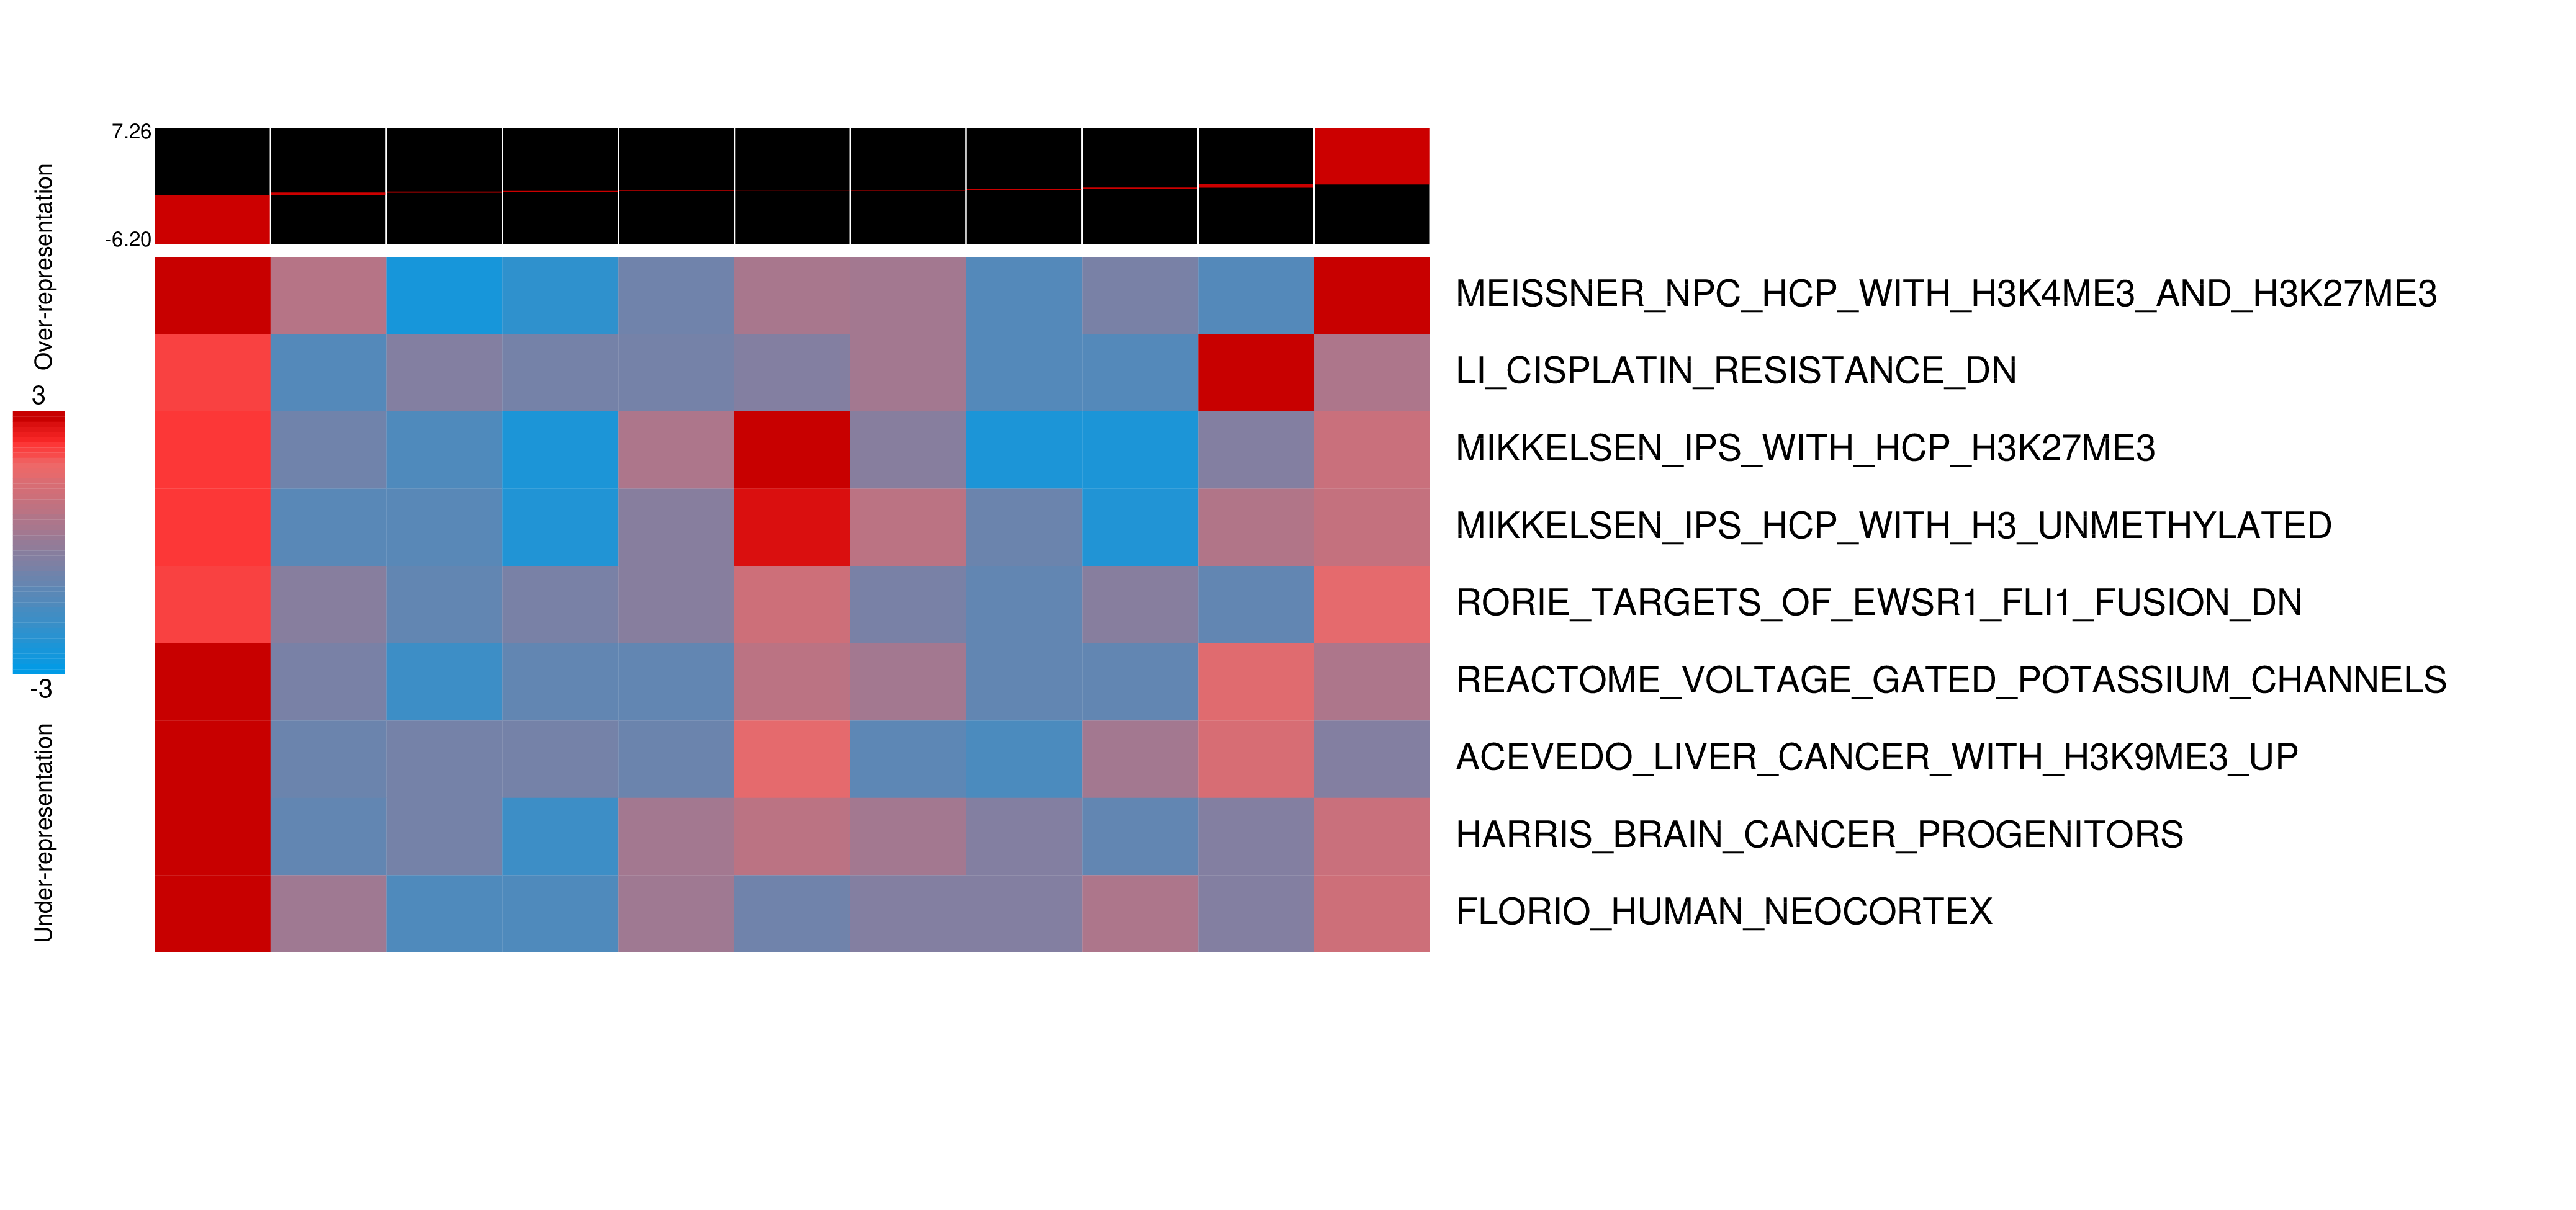 7.26
-6.20
Over-representation
3
-3
Under-representation
MEISSNER_NPC_HCP_WITH_H3K4ME3_AND_H3K27ME3
LI_CISPLATIN_RESISTANCE_DN
MIKKELSEN_IPS_WITH_HCP_H3K27ME3
MIKKELSEN_IPS_HCP_WITH_H3_UNMETHYLATED
RORIE_TARGETS_OF_EWSR1_FLI1_FUSION_DN
REACTOME_VOLTAGE_GATED_POTASSIUM_CHANNELS
ACEVEDO_LIVER_CANCER_WITH_H3K9ME3_UP
HARRIS_BRAIN_CANCER_PROGENITORS
FLORIO_HUMAN_NEOCORTEX